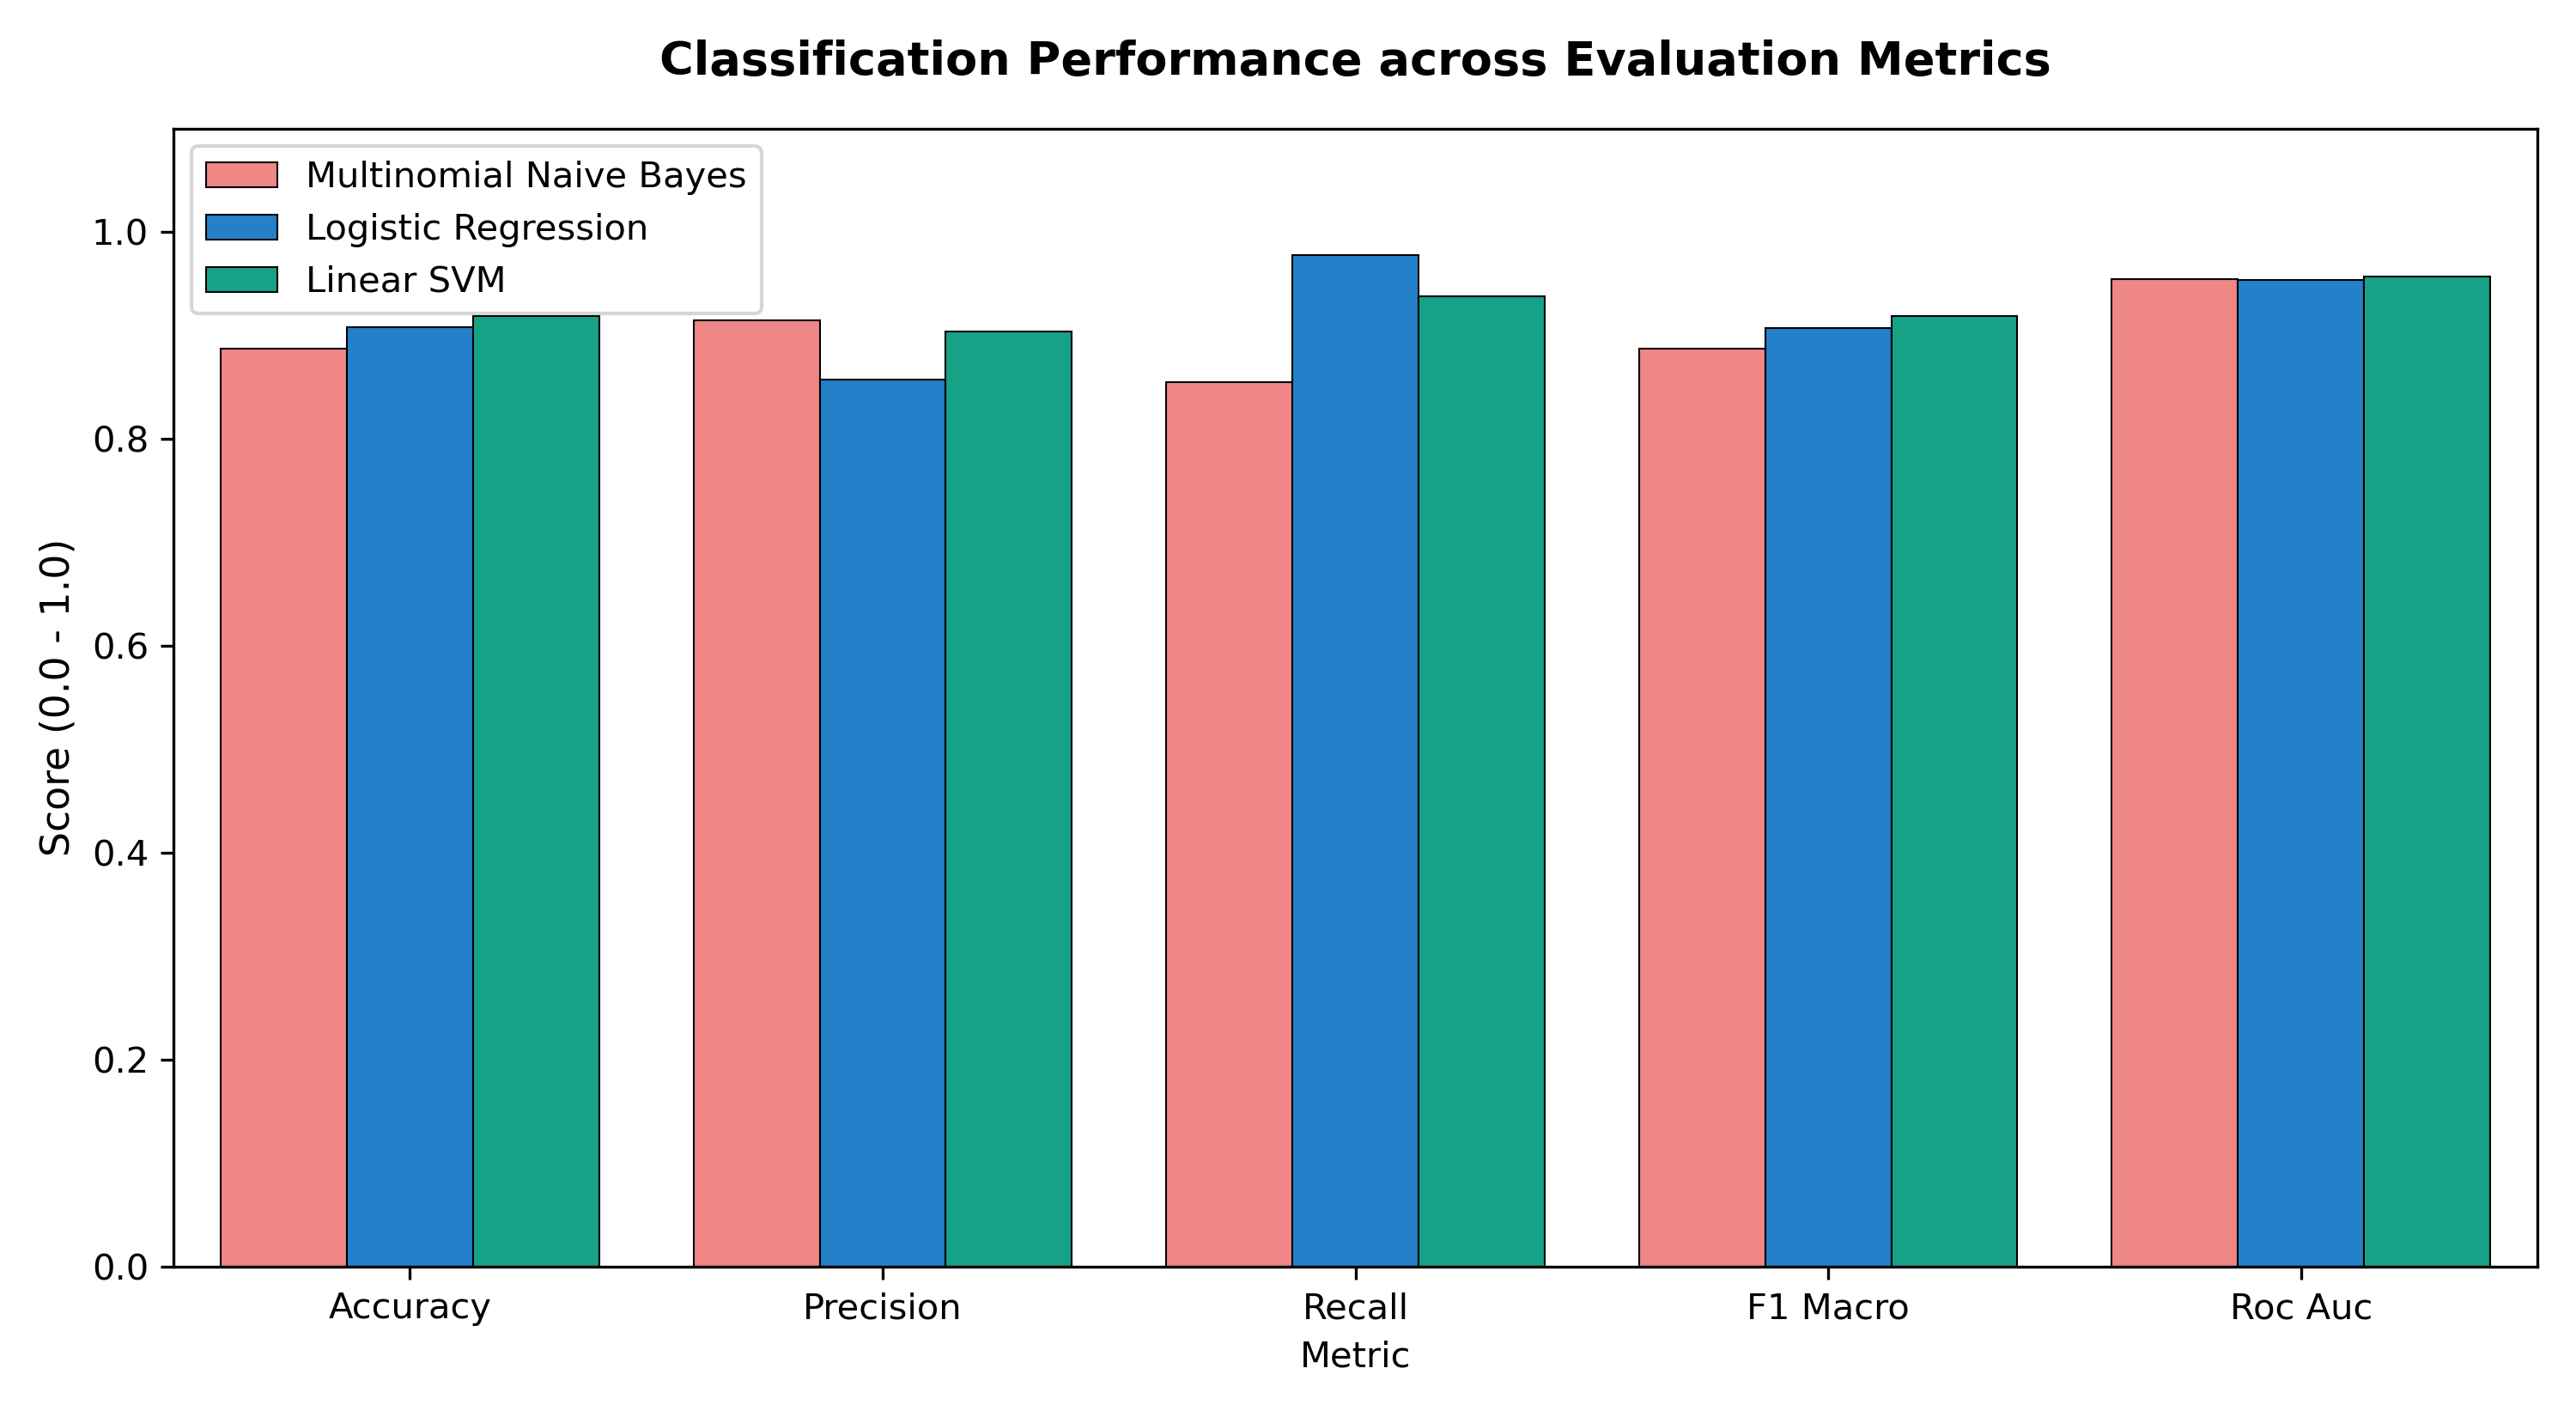 Classification Performance across Evaluation Metrics
Multinomial Naive Bayes
Logistic Regression
Linear SVM
Score (0.0 - 1.0)
1.0
0.8
0.6
0.4
0.2
0.0
Accuracy
Precision
Recall
F1 Macro
Roc Auc
Metric